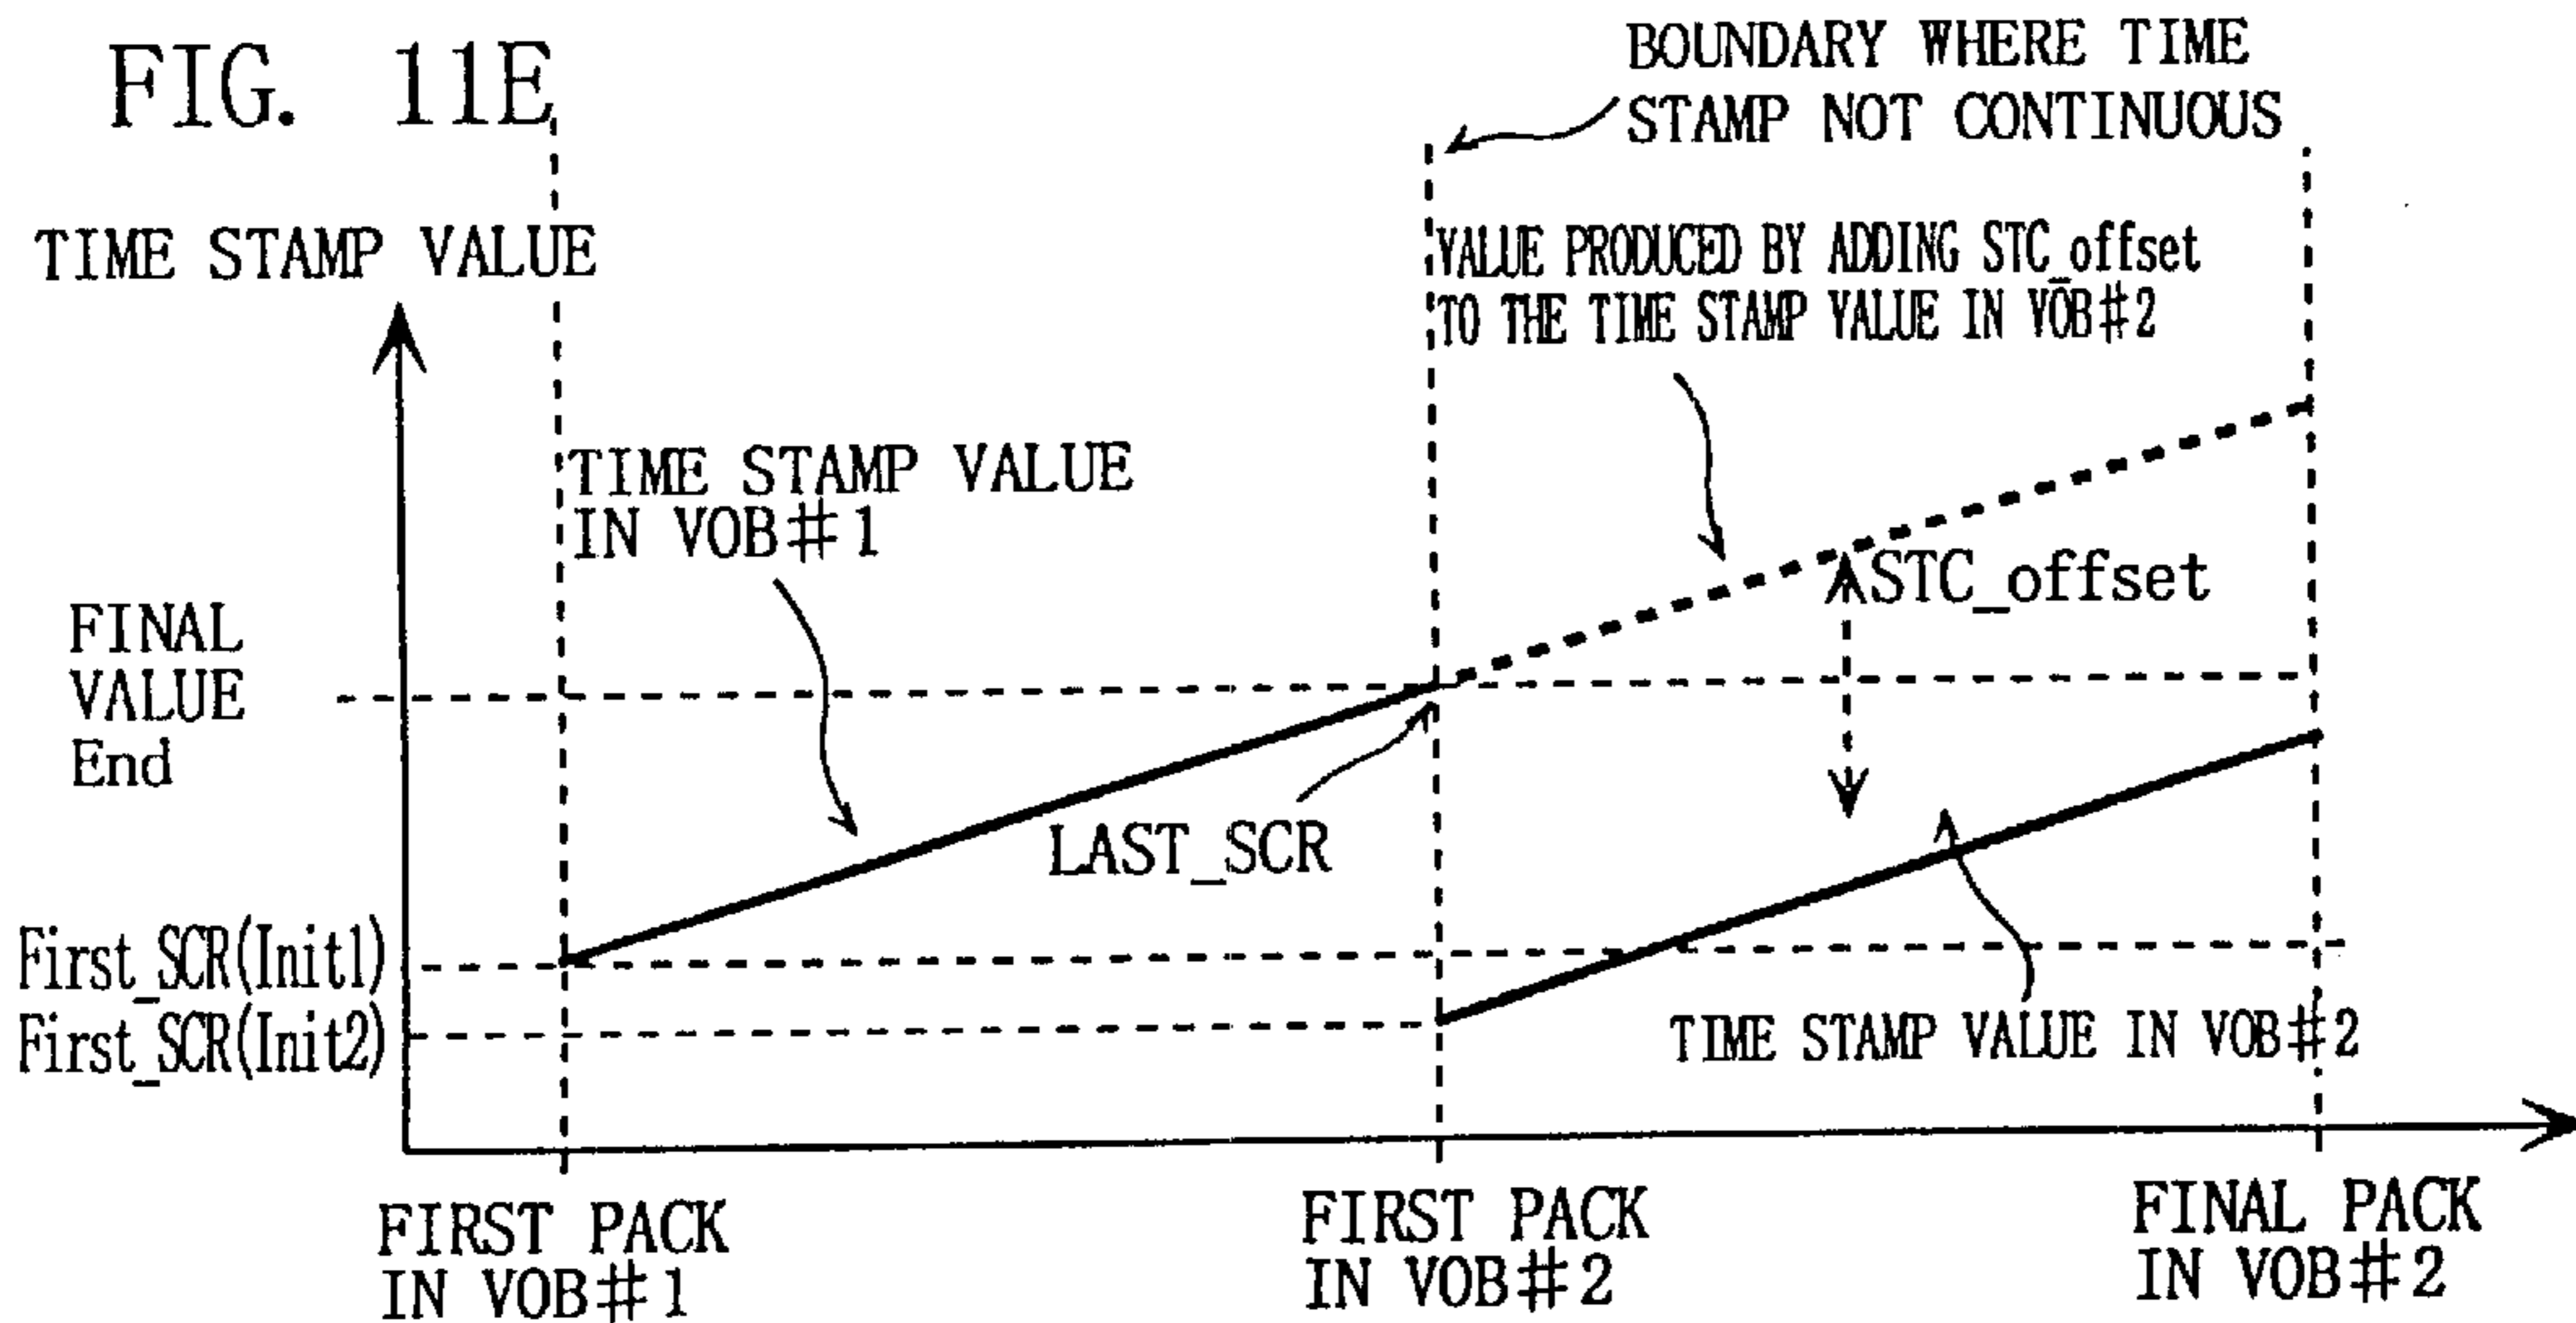 FIG. 11E
BOUNDARY WHERE TIME
STAMP NOT CONTINUOUS
TIME STAMP VALUE
VALUE PRODUCED BY ADDING STC_offset
TO THE TIME STAMP VALUE IN VOB#2
TIME STAMP VALUE
IN VOB#1
STC_offset
FINAL
VALUE
End
LAST_SCR
First_SCR(Init1)
First_SCR(Init2)
TIME STAMP VALUE IN VOB#2
FIRST PACK
IN VOB#1
FIRST PACK
IN VOB#2
FINAL PACK
IN VOB#2